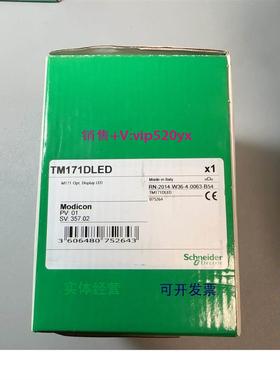 销售+V:vip520yx
TM171DLED x1
M171 Opt. Display LED Made in Italy
RN-2014-W36-4-0063-B54
TM171DLED
Modicon
PV: 01
SV: 357.02
3 606480 752643
Schneider
Electric
实体经营 可开发票